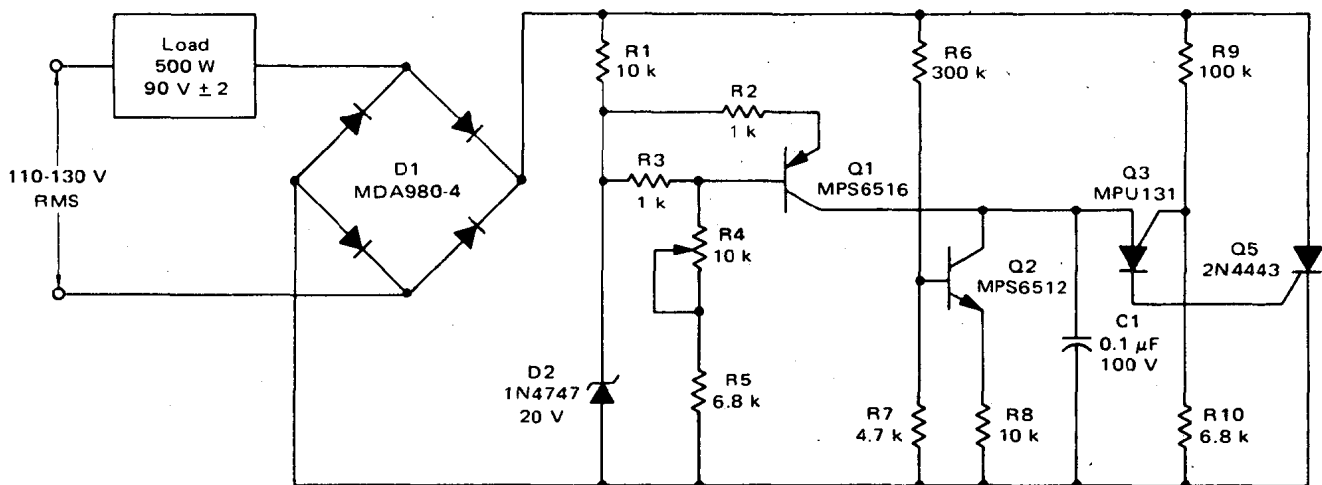 Load
500 W
90 V ± 2
110-130 V
RMS
D1
MDA980-4
R1
10 k
R2
1 k
R3
1 k
R4
10 k
D2
1N4747
20 V
R5
6.8 k
Q1
MPS6516
R6
300 k
Q2
MPS6512
R7
4.7 k
R8
10 k
C1
0.1 µF
100 V
Q3
MPU131
R9
100 k
Q5
2N4443
R10
6.8 k